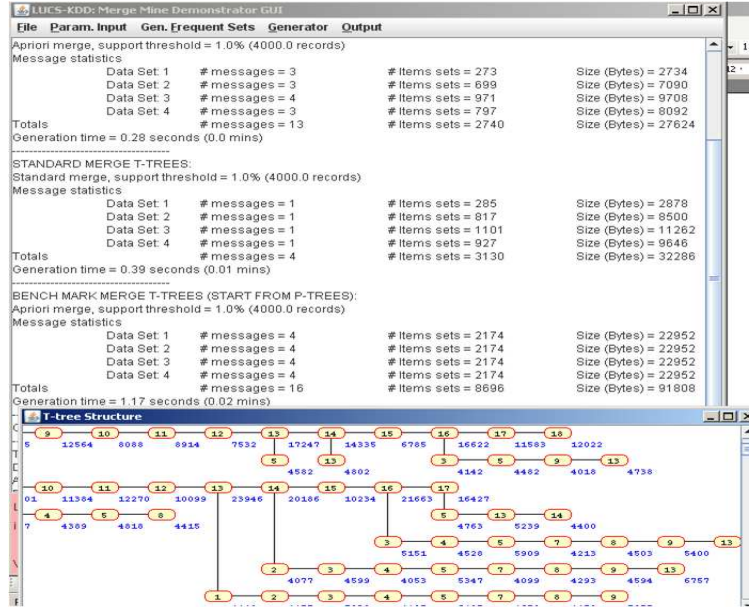 LUCS-KDD: Merge Mine Demonstrator GUI
File Param. Input Gen. Frequent Sets Generator Output
Apriori merge, support threshold = 1.0% (4000.0 records)
Message statistics
Data Set: 1 # messages = 3 # Items sets = 273 Size (Bytes) = 2734
Data Set: 2 # messages = 3 # Items sets = 699 Size (Bytes) = 7090
Data Set: 3 # messages = 4 # Items sets = 971 Size (Bytes) = 9708
Data Set: 4 # messages = 3 # Items sets = 797 Size (Bytes) = 8092
Totals # messages = 13 # Items sets = 2740 Size (Bytes) = 27624
Generation time = 0.28 seconds (0.0 mins)
------------------------------------
STANDARD MERGE T-TREES:
Standard merge, support threshold = 1.0% (4000.0 records)
Message statistics
Data Set: 1 # messages = 1 # Items sets = 285 Size (Bytes) = 2878
Data Set: 2 # messages = 1 # Items sets = 817 Size (Bytes) = 8500
Data Set: 3 # messages = 1 # Items sets = 1101 Size (Bytes) = 11262
Data Set: 4 # messages = 1 # Items sets = 927 Size (Bytes) = 9646
Totals # messages = 4 # Items sets = 3130 Size (Bytes) = 32286
Generation time = 0.39 seconds (0.01 mins)
------------------------------------
BENCH MARK MERGE T-TREES (START FROM P-TREES):
Apriori merge, support threshold = 1.0% (4000.0 records)
Message statistics
Data Set: 1 # messages = 4 # Items sets = 2174 Size (Bytes) = 22952
Data Set: 2 # messages = 4 # Items sets = 2174 Size (Bytes) = 22952
Data Set: 3 # messages = 4 # Items sets = 2174 Size (Bytes) = 22952
Data Set: 4 # messages = 4 # Items sets = 2174 Size (Bytes) = 22952
Totals # messages = 16 # Items sets = 8696 Size (Bytes) = 91808
Generation time = 1.17 seconds (0.02 mins)
T-tree Structure
9 10 11 12 13 14 15 16 17 18
5 12564 8088 8914 7532 17247 14335 6785 16622 11583 12022
5 13 3 5 9 13
4582 4802 4142 4482 4018 4738
10 11 12 13 14 15 16 17
01 11384 12270 10099 23946 20186 10234 21663 16427
4 5 8 5 13 14
7 4389 4818 4415 4763 5239 4400
3 4 5 7 8 9 13
5151 4528 5909 4213 4503 5400
2 3 4 5 7 8 9 13
4077 4599 4053 5347 4099 4293 4594 6757
1 2 3 4 5 7 8 9